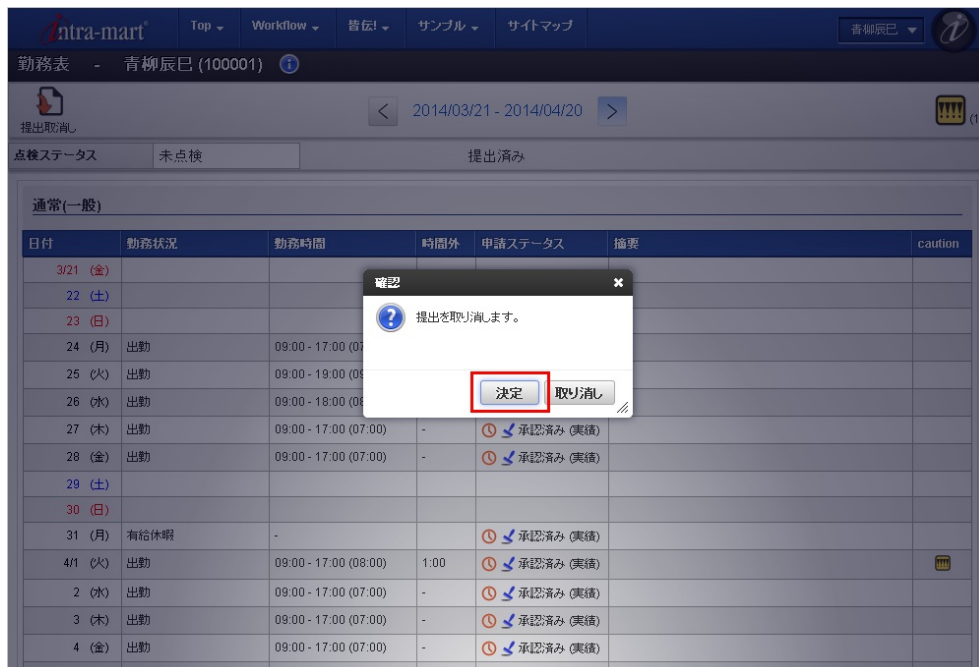 intra-mart Top Workflow 皆伝! サンプル サイトマップ 青柳辰巳
勤務表 - 青柳辰巳 (100001)
提出取消し
2014/03/21 - 2014/04/20
(1
点検ステータス 未点検 提出済み
通常(一般)
日付 勤務状況 勤務時間 時間外 申請ステータス 摘要 caution
3/21 (金)
22 (土)
23 (日)
24 (月) 出勤 09:00 - 17:00 (07
25 (火) 出勤 09:00 - 19:00 (09
26 (水) 出勤 09:00 - 18:00 (08
確認
提出を取り消します。
決定 取り消し
27 (木) 出勤 09:00 - 17:00 (07:00) - 承認済み (実績)
28 (金) 出勤 09:00 - 17:00 (07:00) - 承認済み (実績)
29 (土)
30 (日)
31 (月) 有給休暇 - 承認済み (実績)
4/1 (火) 出勤 09:00 - 17:00 (08:00) 1:00 承認済み (実績)
2 (水) 出勤 09:00 - 17:00 (07:00) - 承認済み (実績)
3 (木) 出勤 09:00 - 17:00 (07:00) - 承認済み (実績)
4 (金) 出勤 09:00 - 17:00 (07:00) - 承認済み (実績)